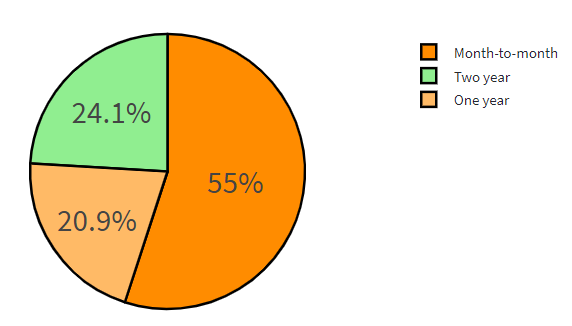 Month-to-month
Two year
One year
24.1%
55%
20.9%